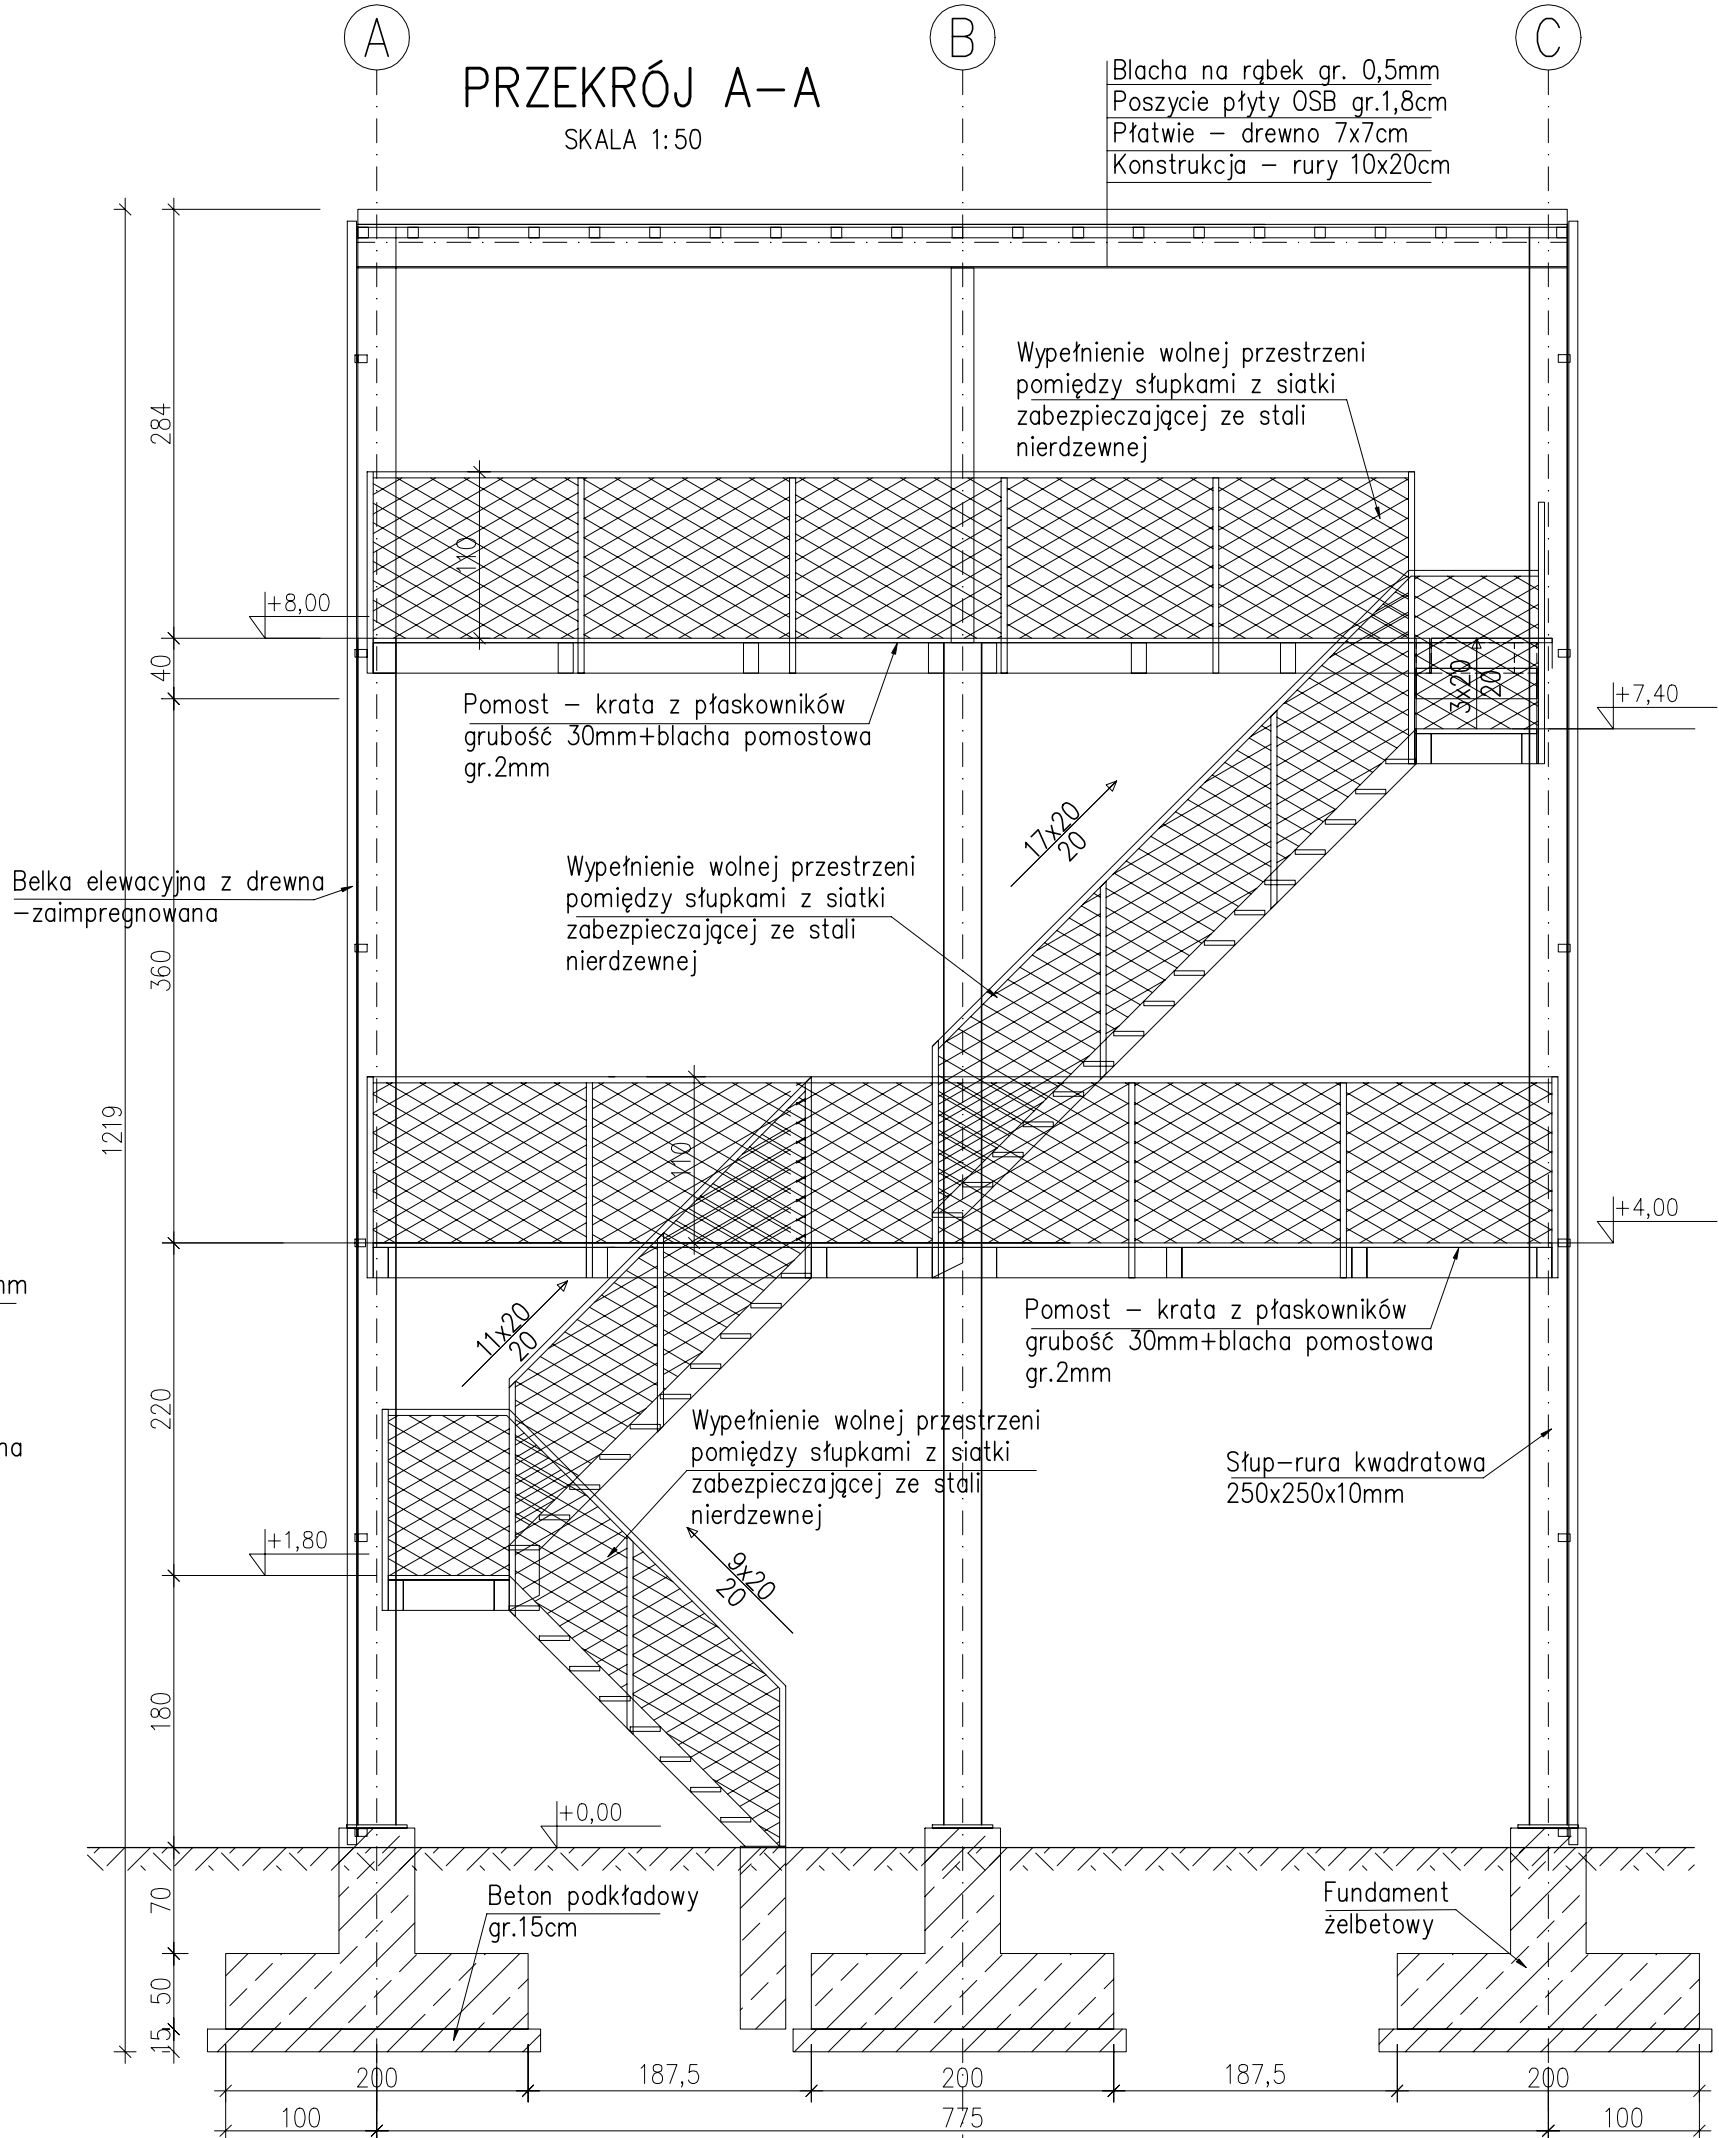 A
B
C
PRZEKRÓJ A-A
SKALA 1:50
Blacha na rąbek gr. 0,5mm
Poszycie płyty OSB gr.1,8cm
Płatwie - drewno 7x7cm
Konstrukcja - rury 10x20cm
Wypełnienie wolnej przestrzeni
pomiędzy słupkami z siatki
zabezpieczającej ze stali
nierdzewnej
284
110
+8,00
40
3x20
20
+7,40
Pomost - krata z płaskowników
grubość 30mm+blacha pomostowa
gr.2mm
17x20
20
Wypełnienie wolnej przestrzeni
pomiędzy słupkami z siatki
zabezpieczającej ze stali
nierdzewnej
Belka elewacyjna z drewna
-zaimpregnowana
360
1219
110
+4,00
mm
11x20
20
Pomost - krata z płaskowników
grubość 30mm+blacha pomostowa
gr.2mm
220
Wypełnienie wolnej przestrzeni
pomiędzy słupkami z siatki
zabezpieczającej ze stali
nierdzewnej
na
Słup-rura kwadratowa
250x250x10mm
+1,80
9x20
20
180
+0,00
70
Beton podkładowy
gr.15cm
Fundament
żelbetowy
50
15
200
187,5
200
187,5
200
100
775
100